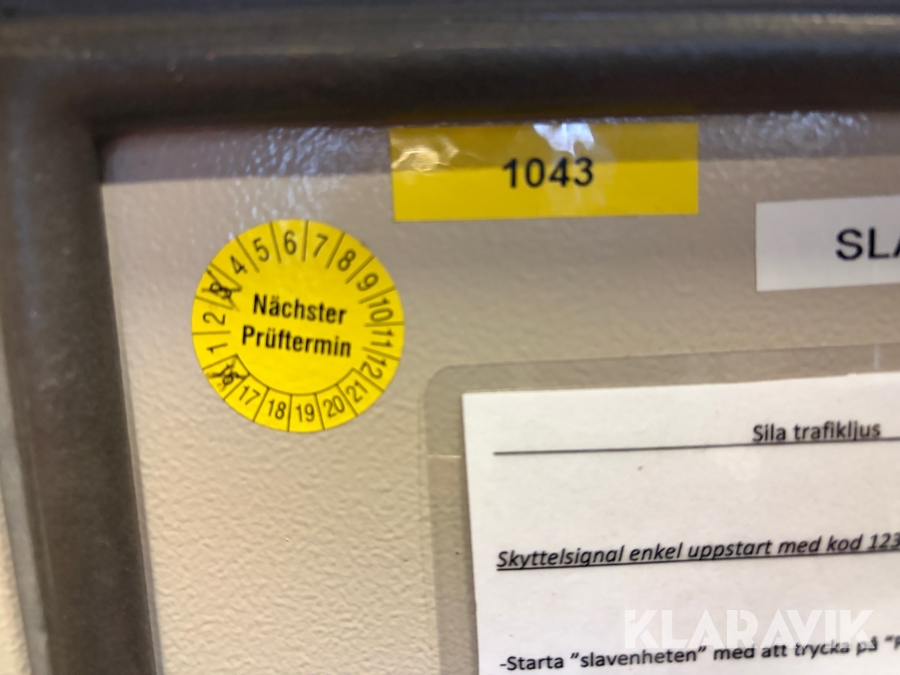 1043
SLA
1 2 3 4 5 6 7 8 9 10 11 12
Nächster
Prüftermin
16 17 18 19 20 21
Sila trafikljus
Skyttelsignal enkel uppstart med kod 123
-Starta "slavenheten" med att trycka på "
KLARAVIK